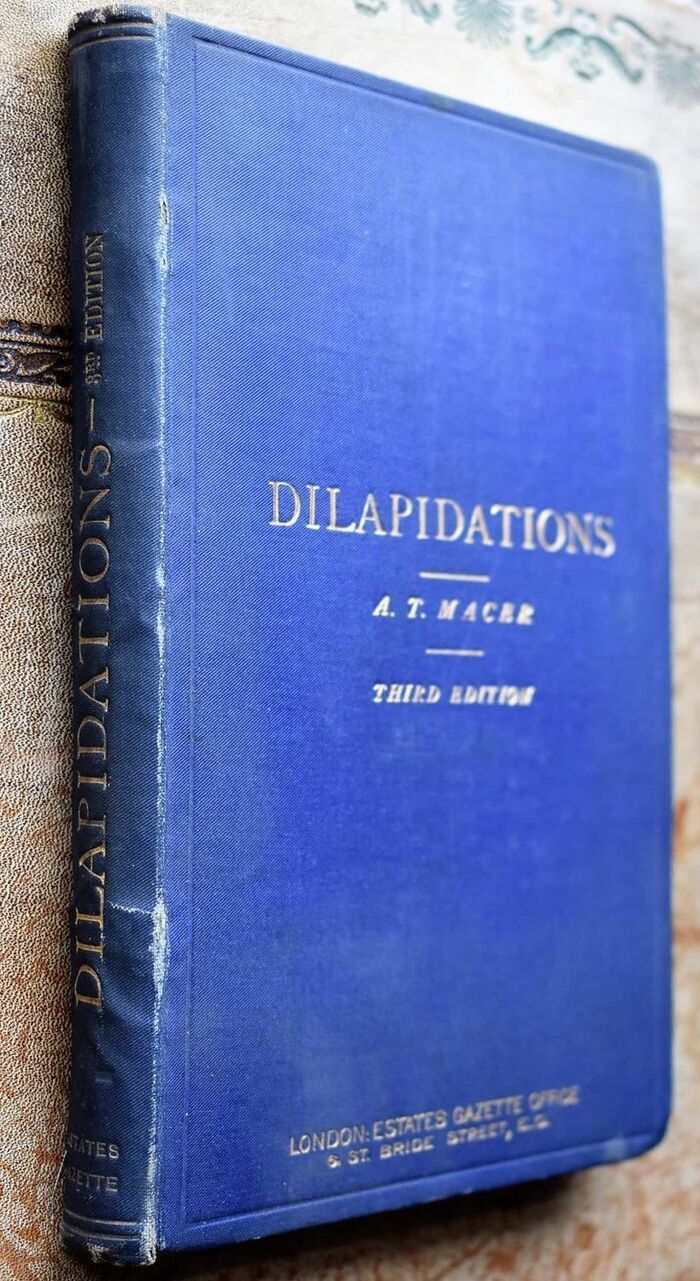 DILAPIDATIONS
A. T. MACER
THIRD EDITION
LONDON: ESTATES GAZETTE OFFICE
6 ST. BRIDE STREET, E.C.
DILAPIDATIONS — 3RD EDITION
ESTATES
GAZETTE